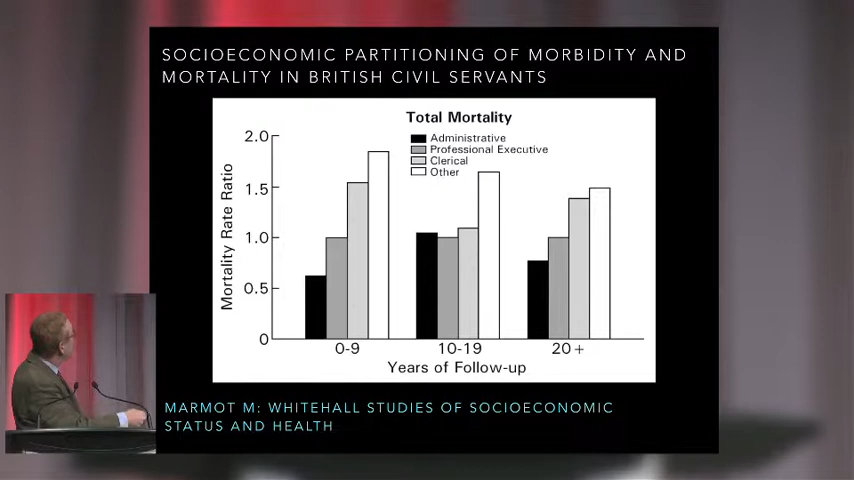 SOCIOECONOMIC PARTITIONING OF MORBIDITY AND
MORTALITY IN BRITISH CIVIL SERVANTS
Total Mortality
Administrative
Professional Executive
Clerical
Other
Mortality Rate Ratio
2.0
1.5
1.0
0.5
0
0-9
10-19
20+
Years of Follow-up
MARMOT M: WHITEHALL STUDIES OF SOCIOECONOMIC
STATUS AND HEALTH